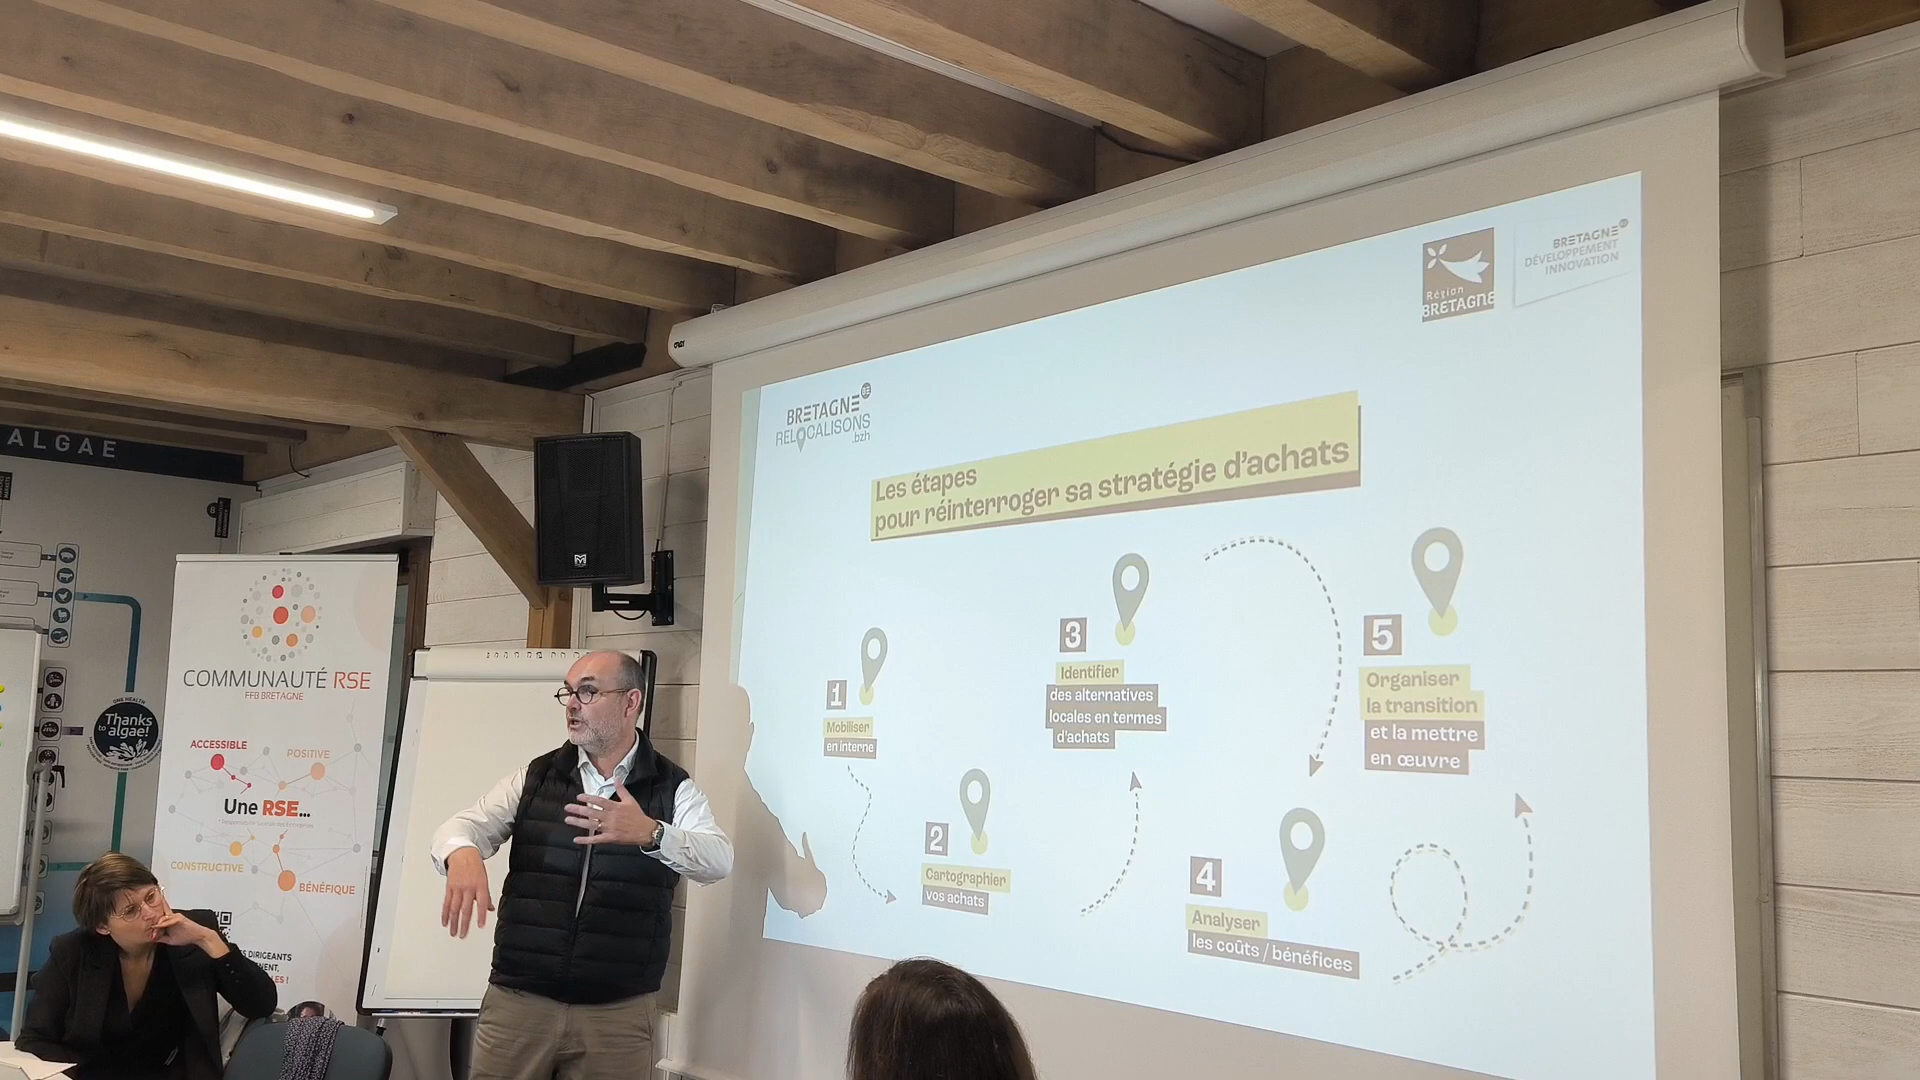 ALGAE
ONE HEALTH
Thanks
to algae!
COMMUNAUTÉ RSE
FFB BRETAGNE
ACCESSIBLE
POSITIVE
Une RSE...
CONSTRUCTIVE
BÉNÉFIQUE
BRETAGNE
RELOCALISONS
.bzh
Région
BRETAGNE
BRETAGNE
DÉVELOPPEMENT
INNOVATION
Les étapes
pour réinterroger sa stratégie d'achats
1
Mobiliser
en interne
2
Cartographier
vos achats
3
Identifier
des alternatives
locales en termes
d'achats
4
Analyser
les coûts / bénéfices
5
Organiser
la transition
et la mettre
en œuvre